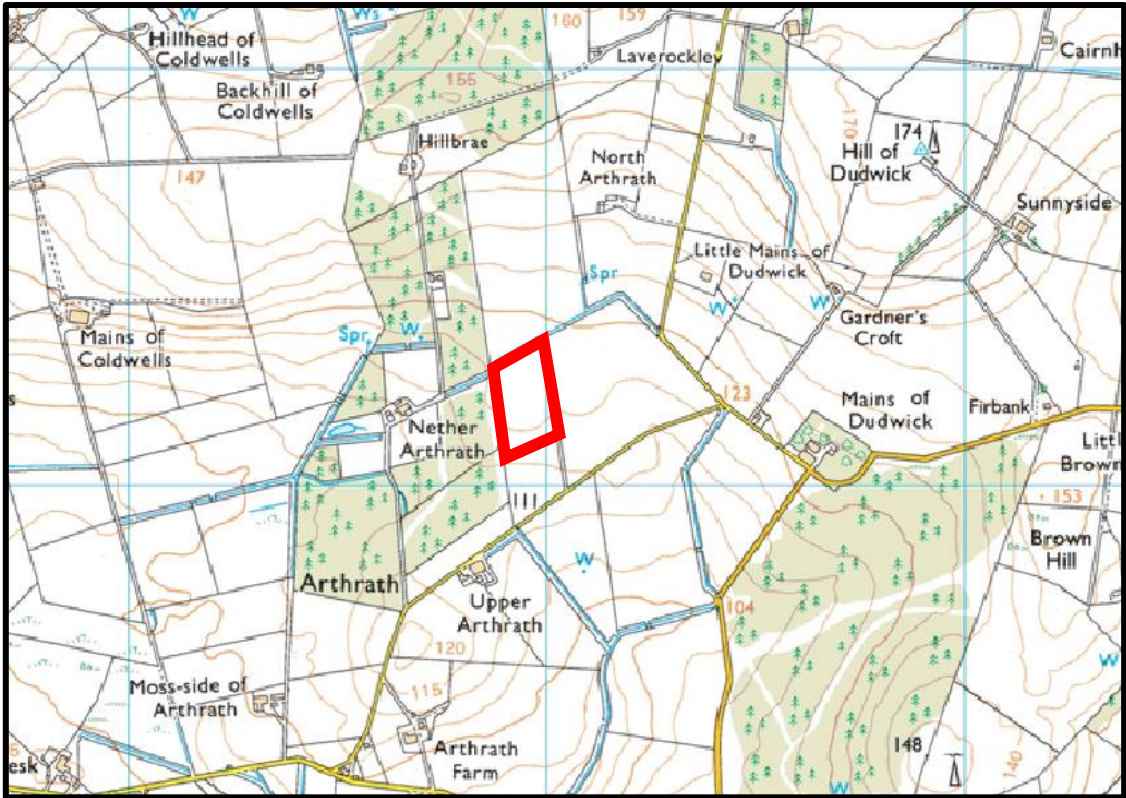 W
Ws
160
159
Hillhead of
Coldwells
Laverockley
Cairnh
Backhill of
Coldwells
155
170
174
Hill of
Dudwick
Hillbrae
North
Arthrath
147
Sunnyside
Little Mains of
Dudwick
Spr
W
W
Gardner's
Croft
Mains of
Coldwells
Spr
W
123
Mains of
Dudwick
Firbank
s
Nether
Arthrath
Littl
Brown
111
153
Brown
Hill
W
Arthrath
Upper
Arthrath
104
120
W
115
Moss-side of
Arthrath
Arthrath
Farm
148
140
esk
W